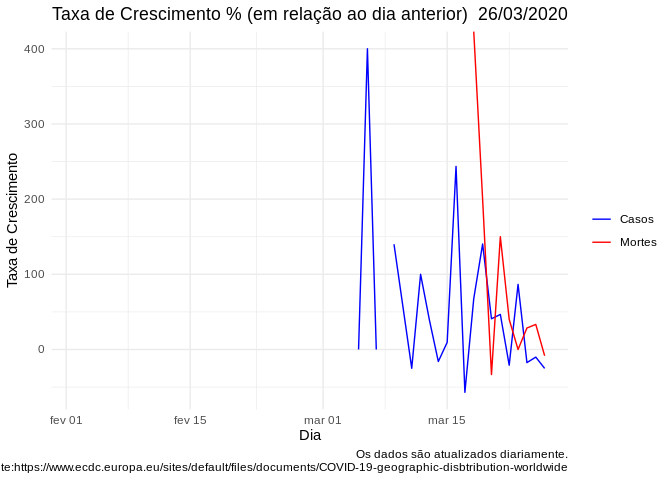 Taxa de Crescimento % (em relação ao dia anterior)  26/03/2020
Taxa de Crescimento
400
300
200
100
0
fev 01
fev 15
mar 01
mar 15
Dia
Casos
Mortes
Os dados são atualizados diariamente.
te:https://www.ecdc.europa.eu/sites/default/files/documents/COVID-19-geographic-disbtribution-worldwide